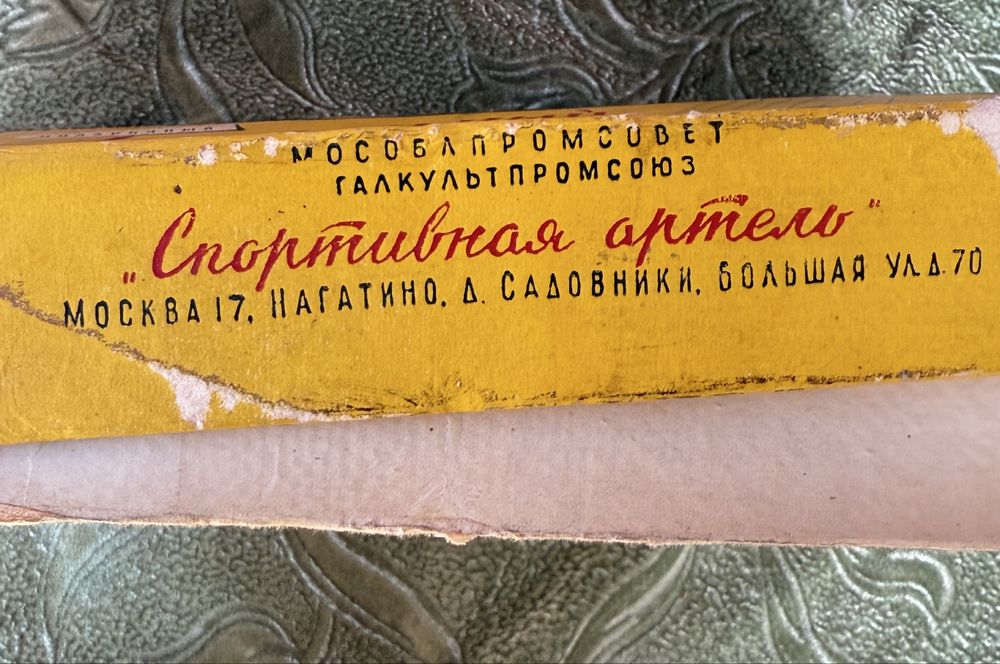 МОСОБЛПРОМСОВЕТ
ГАЛКУЛЬТПРОМСОЮЗ
„Спортивная артель"
МОСКВА 17, НАГАТИНО, Д. САДОВНИКИ, БОЛЬШАЯ УЛ. Д. 70